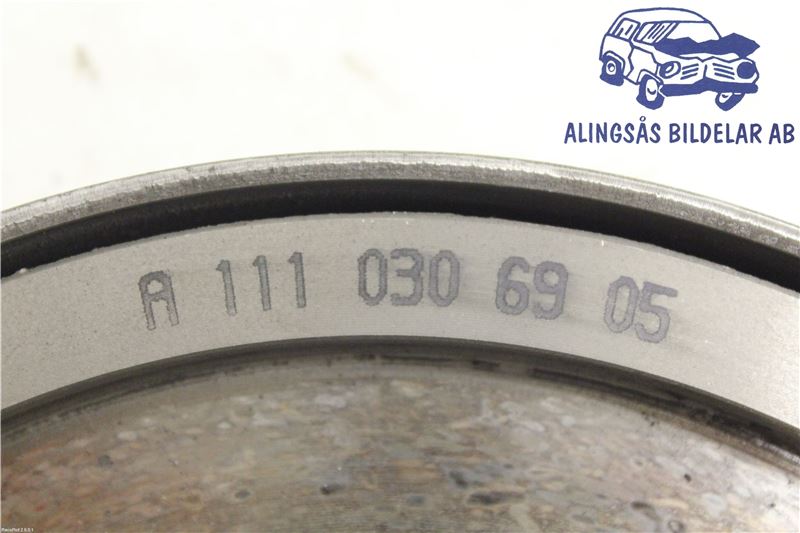 ALINGSÅS BILDELAR AB
A 111 030 69 05